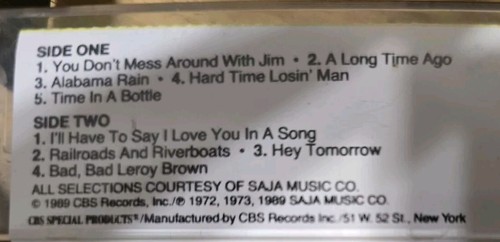 SIDE ONE
1. You Don't Mess Around With Jim • 2. A Long Time Ago
3. Alabama Rain • 4. Hard Time Losin' Man
5. Time In A Bottle
SIDE TWO
1. I'll Have To Say I Love You In A Song
2. Railroads And Riverboats • 3. Hey Tomorrow
4. Bad, Bad Leroy Brown
ALL SELECTIONS COURTESY OF SAJA MUSIC CO.
© 1989 CBS Records, Inc./℗ 1972, 1973, 1989 SAJA MUSIC CO.
CBS SPECIAL PRODUCTS®/Manufactured by CBS Records Inc./51 W. 52 St., New York